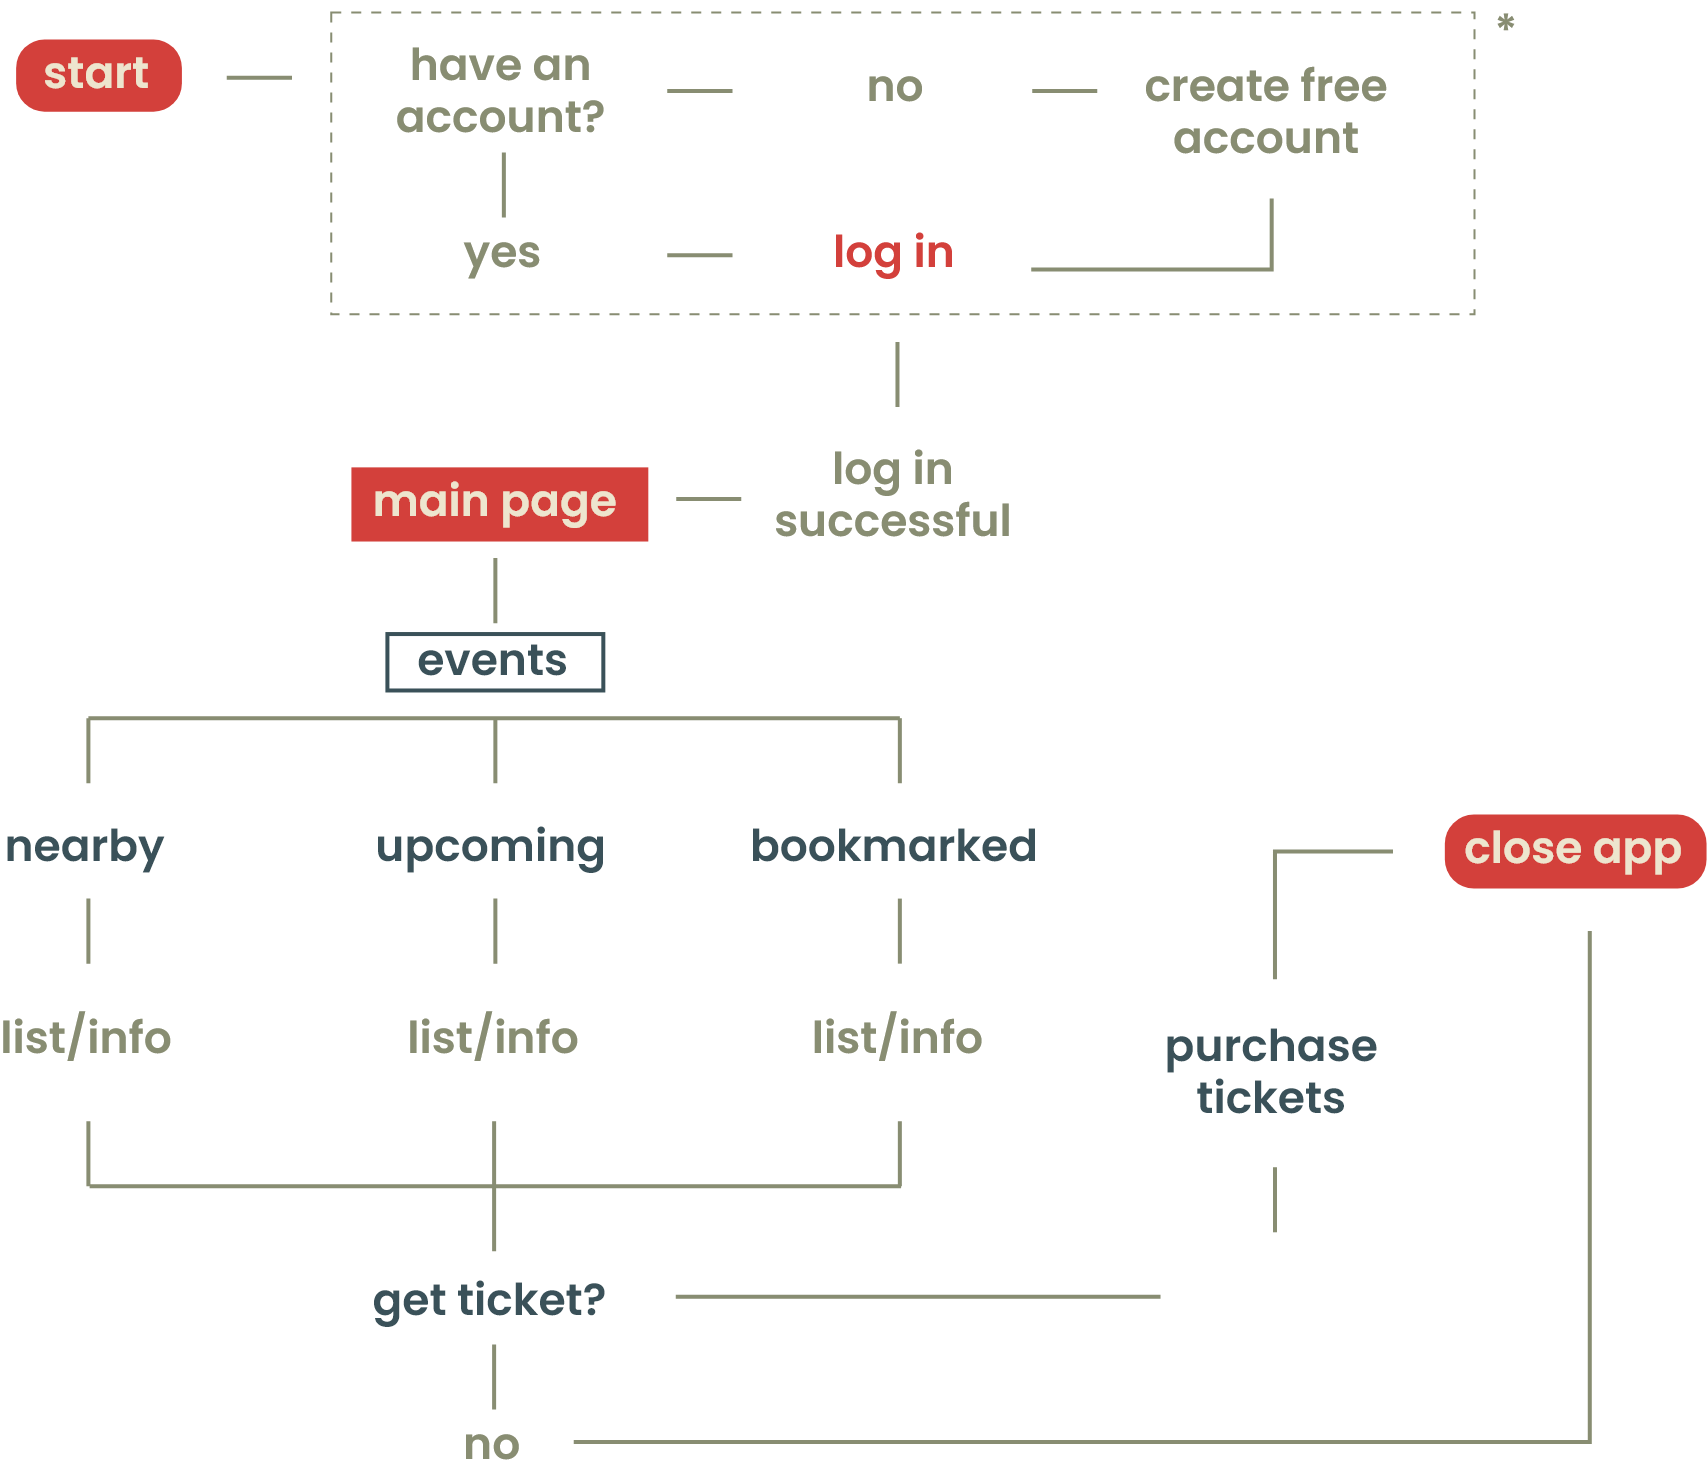 start
have an
account?
no
create free
account
*
yes
log in
log in
successful
main page
events
nearby
upcoming
bookmarked
close app
list/info
list/info
list/info
purchase
tickets
get ticket?
no